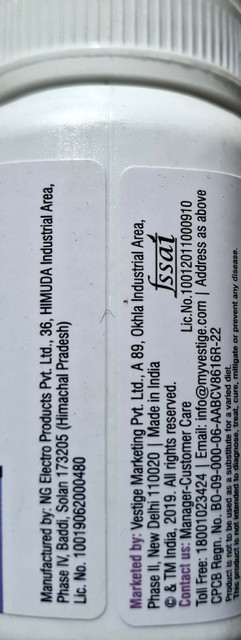 Manufactured by: NG Electro Products Pvt. Ltd., 36, HIMUDA Industrial Area,
Phase IV, Baddi, Solan 173205 (Himachal Pradesh)
Lic. No. 10019062000480
Marketed by: Vestige Marketing Pvt. Ltd., A 89, Okhla Industrial Area,
Phase II, New Delhi 110020 | Made in India
© & TM India, 2019. All rights reserved.
fssai
Contact us: Manager-Customer Care Lic.No.10012011000910
Toll Free: 18001023424 | Email: info@myvestige.com | Address as above
CPCB Regn. No. BO-09-000-06-AABCV8616R-22
Product is not to be used as a substitute for a varied diet.
This product is not intended to diagnose, treat, cure, mitigate or prevent any disease.